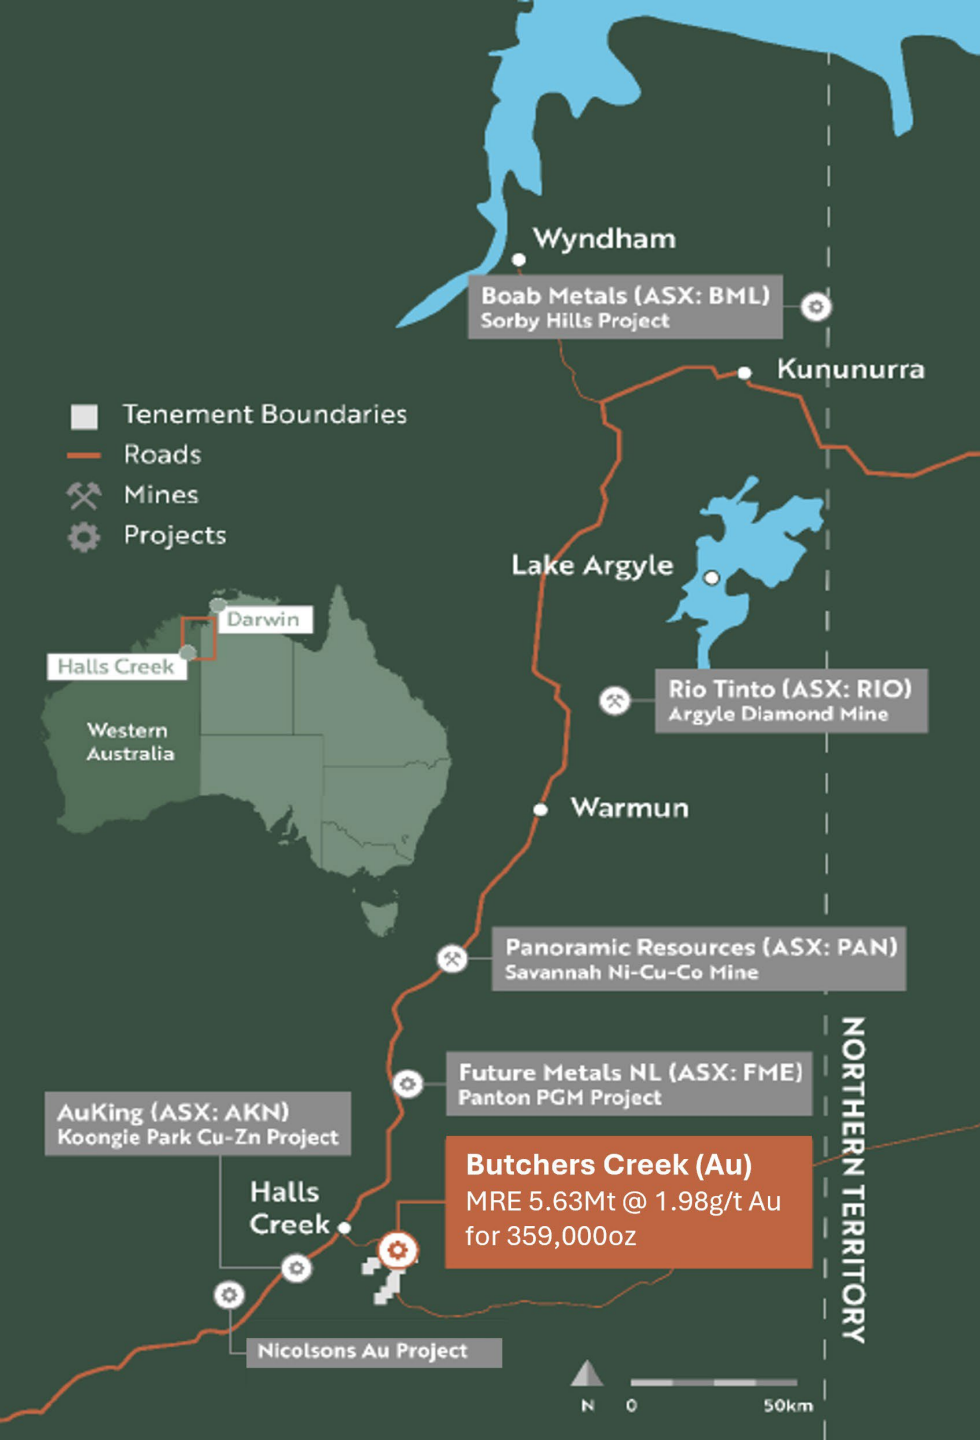 Wyndham
Boab Metals (ASX: BML)
Sorby Hills Project
Kununurra
Tenement Boundaries
Roads
Mines
Projects
Lake Argyle
Darwin
Halls Creek
Western
Australia
Rio Tinto (ASX: RIO)
Argyle Diamond Mine
Warmun
Panoramic Resources (ASX: PAN)
Savannah Ni-Cu-Co Mine
NORTHERN TERRITORY
Future Metals NL (ASX: FME)
Panton PGM Project
AuKing (ASX: AKN)
Koongie Park Cu-Zn Project
Butchers Creek (Au)
MRE 5.63Mt @ 1.98g/t Au
for 359,000oz
Halls
Creek
Nicolsons Au Project
N 0 50km